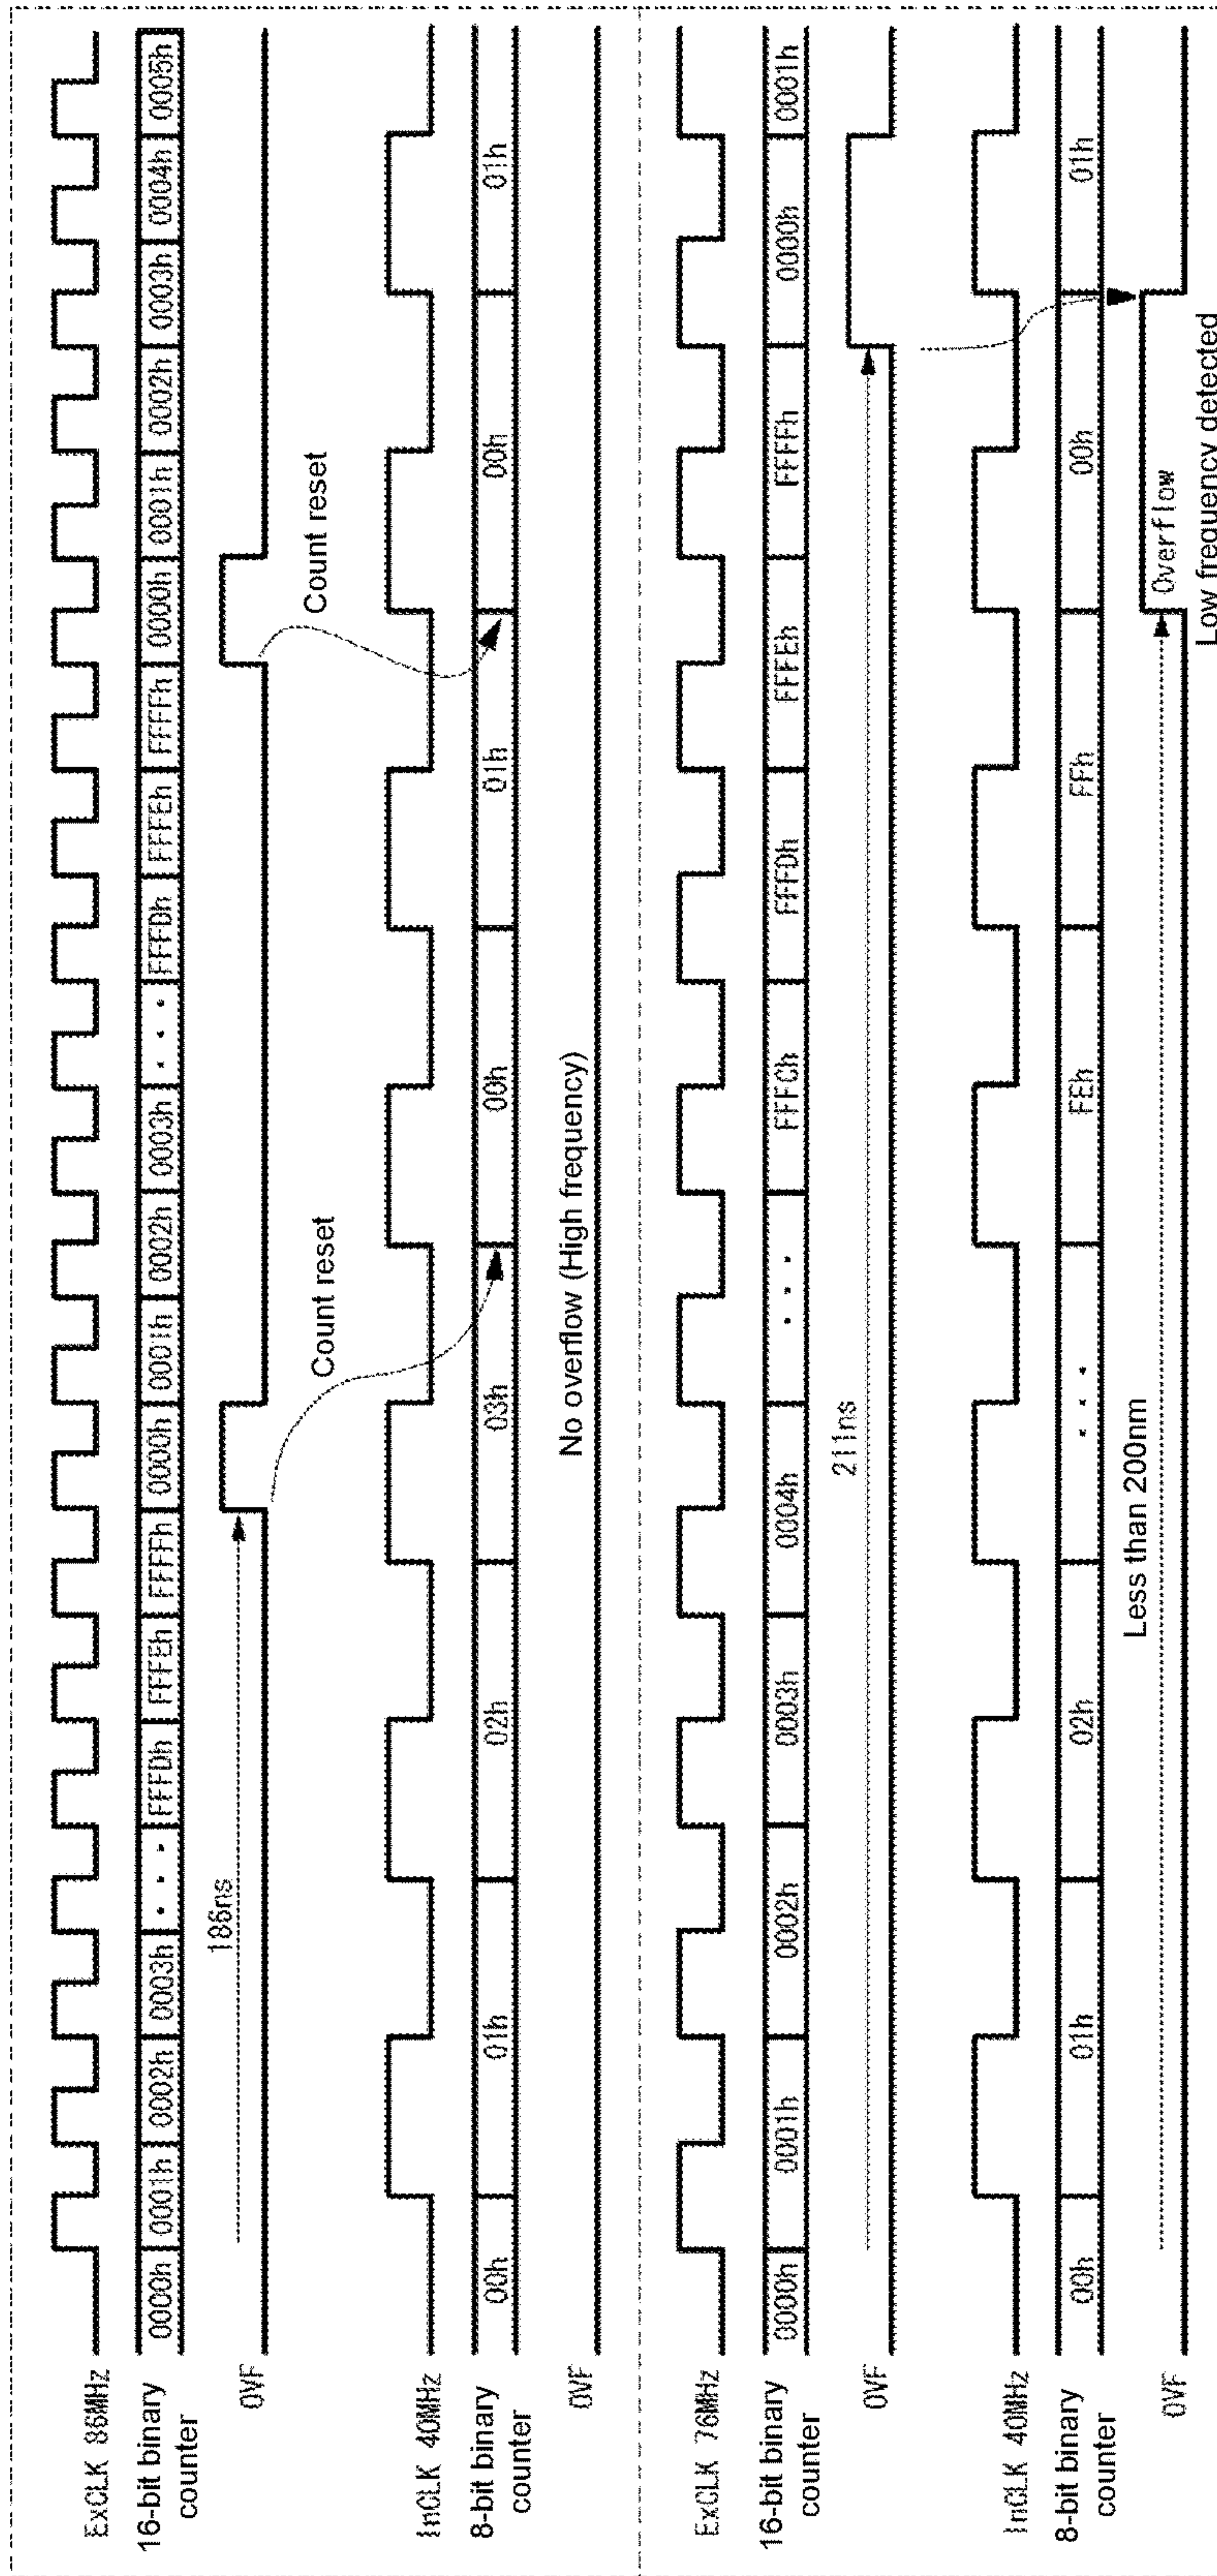 ExCLK 86MHz
16-bit binary
counter
0000h 0001h 0002h 0003h • • • FFFDh FFFEh FFFFh 0000h 0001h 0002h 0003h • • • FFFDh FFFEh FFFFh 0000h 0001h 0002h 0003h 0004h 0005h
186ns
OVF
Count reset
Count reset
InCLK 40MHz
8-bit binary
counter
00h 01h 02h 03h 00h 01h 00h 01h
No overflow (High frequency)
OVF
ExCLK 76MHz
16-bit binary
counter
0000h 0001h 0002h 0003h 0004h • • • FFFCh FFFDh FFFEh FFFFh 0000h 0001h
211ns
OVF
InCLK 40MHz
8-bit binary
counter
00h 01h 02h • • • FEh FFh 00h 01h
Less than 200nm
Overflow
OVF
Low frequency detected